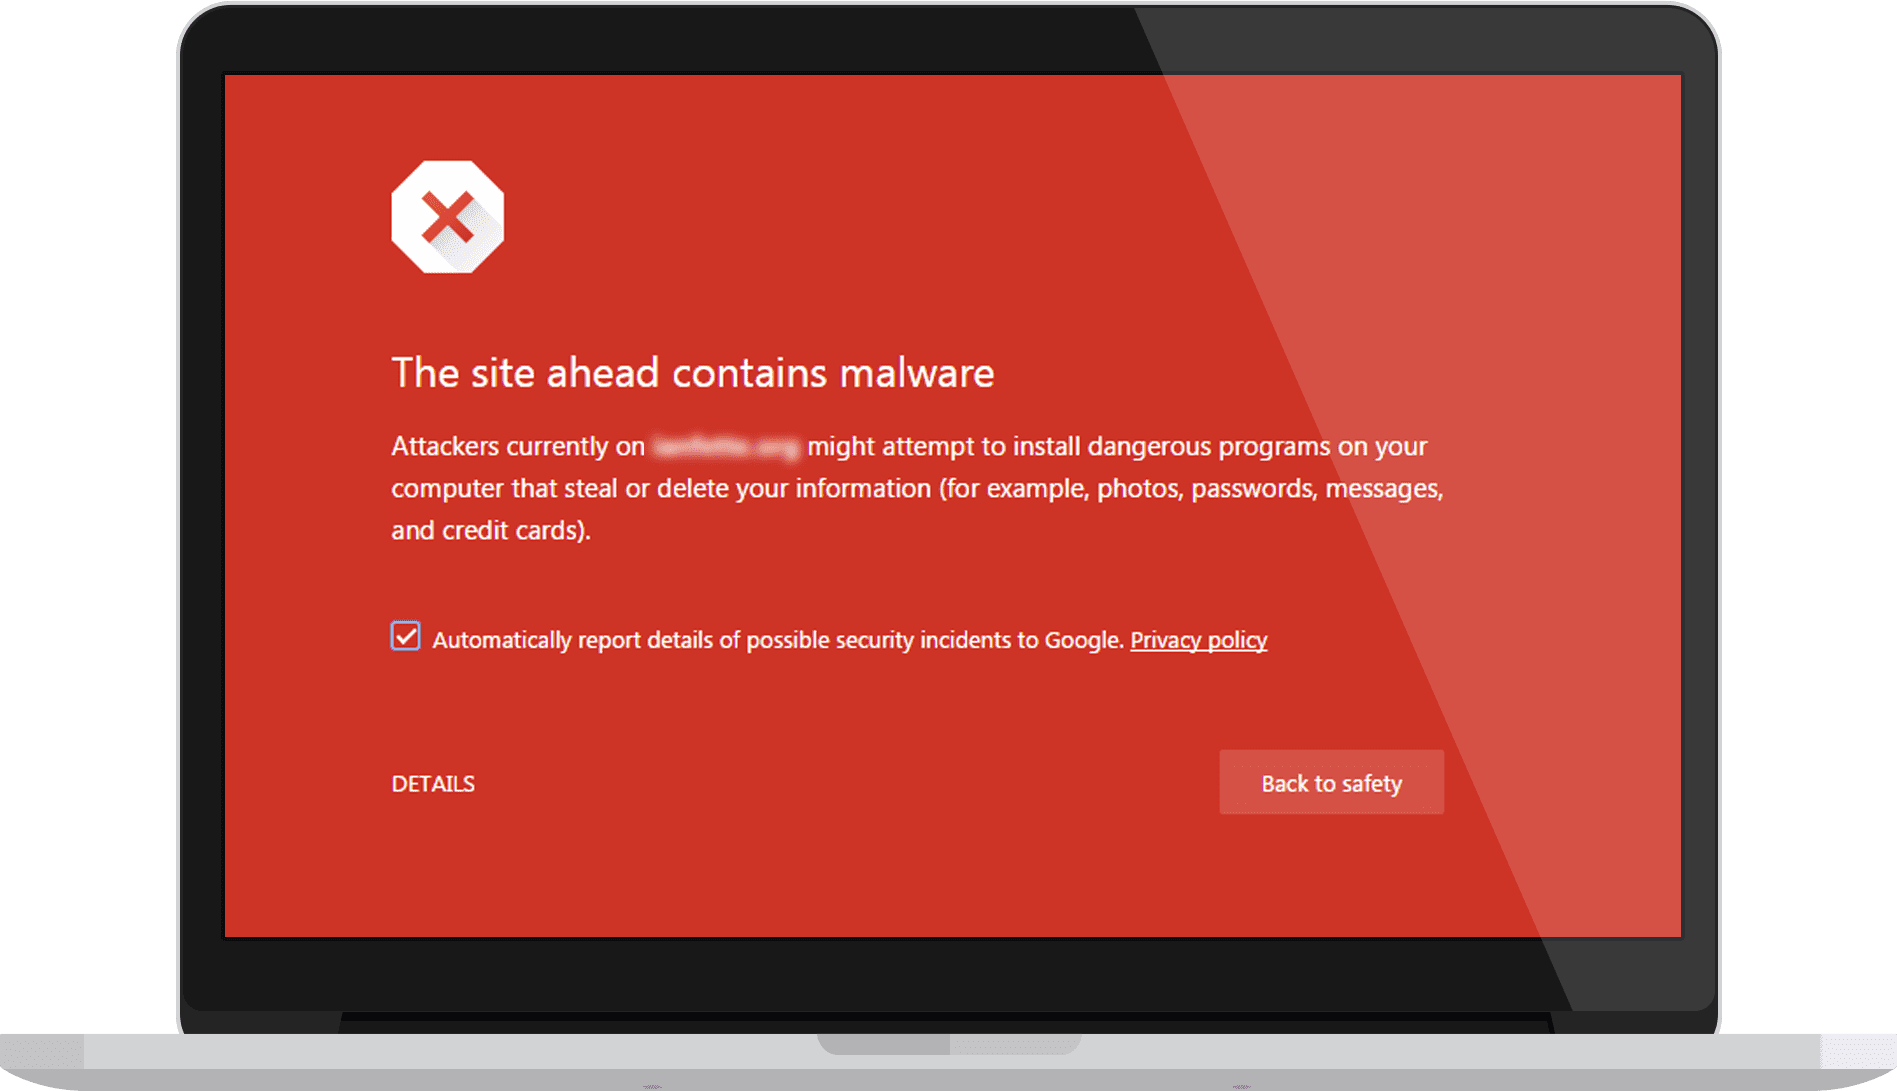 The site ahead contains malware
Attackers currently on might attempt to install dangerous programs on your
computer that steal or delete your information (for example, photos, passwords, messages,
and credit cards).
Automatically report details of possible security incidents to Google. Privacy policy
DETAILS
Back to safety